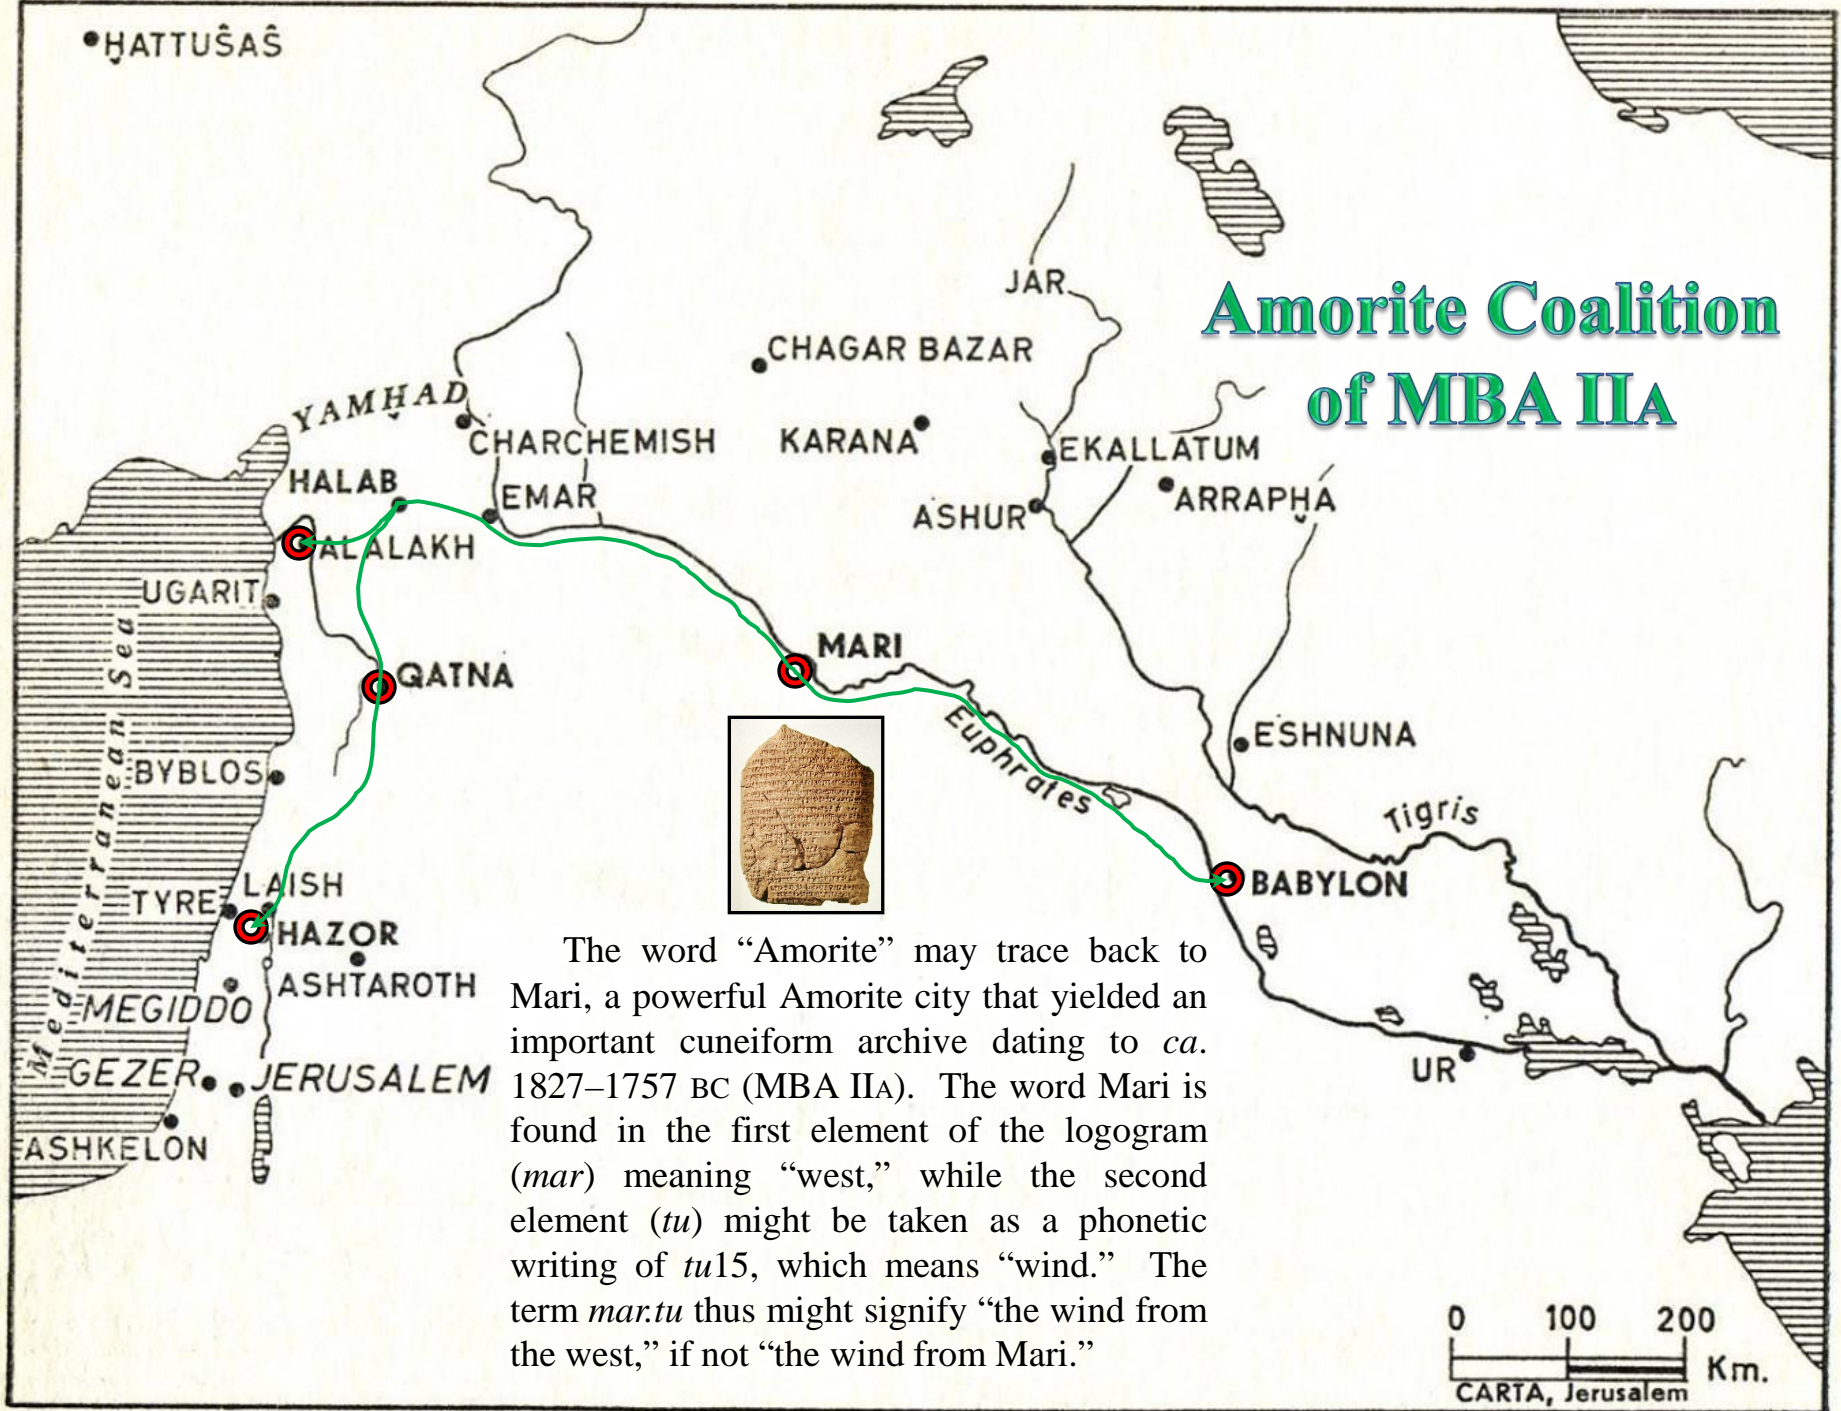 ḪATTUŠAŠ
JAR
Amorite Coalition
of MBA IIA
CHAGAR BAZAR
YAMḪAD
CHARCHEMISH
KARANA
EKALLATUM
HALAB
EMAR
ASHUR
ARRAPḪA
ALALAKH
UGARIT
MARI
QATNA
Mediterranean Sea
Euphrates
ESHNUNA
BYBLOS
Tigris
LAISH
TYRE
BABYLON
HAZOR
ASHTAROTH
MEGIDDO
GEZER
JERUSALEM
UR
ASHKELON
The word “Amorite” may trace back to
Mari, a powerful Amorite city that yielded an
important cuneiform archive dating to ca.
1827–1757 BC (MBA IIA). The word Mari is
found in the first element of the logogram
(mar) meaning “west,” while the second
element (tu) might be taken as a phonetic
writing of tu15, which means “wind.” The
term mar.tu thus might signify “the wind from
the west,” if not “the wind from Mari.”
0 100 200
Km.
CARTA, Jerusalem